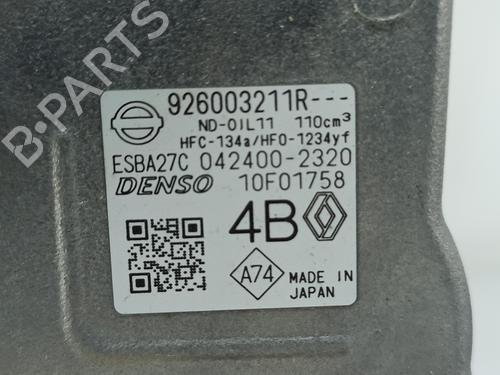 926003211R---
ND-OIL11 110cm³
HFC-134a/HFO-1234yf
ESBA27C 042400-2320
DENSO 10F01758
4B
A74 MADE IN
JAPAN
B-PARTS